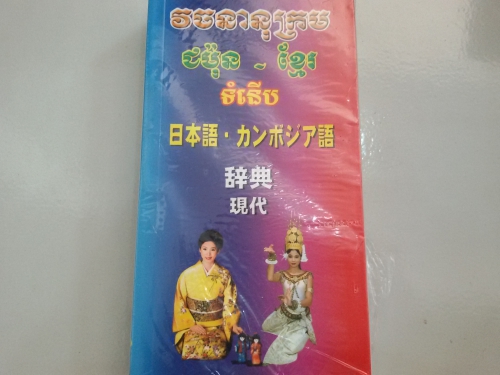 វចនានុក្រម
ជប៉ុន - ខ្មែរ
ទំនើប
日本語・カンボジア語
辞典
現代